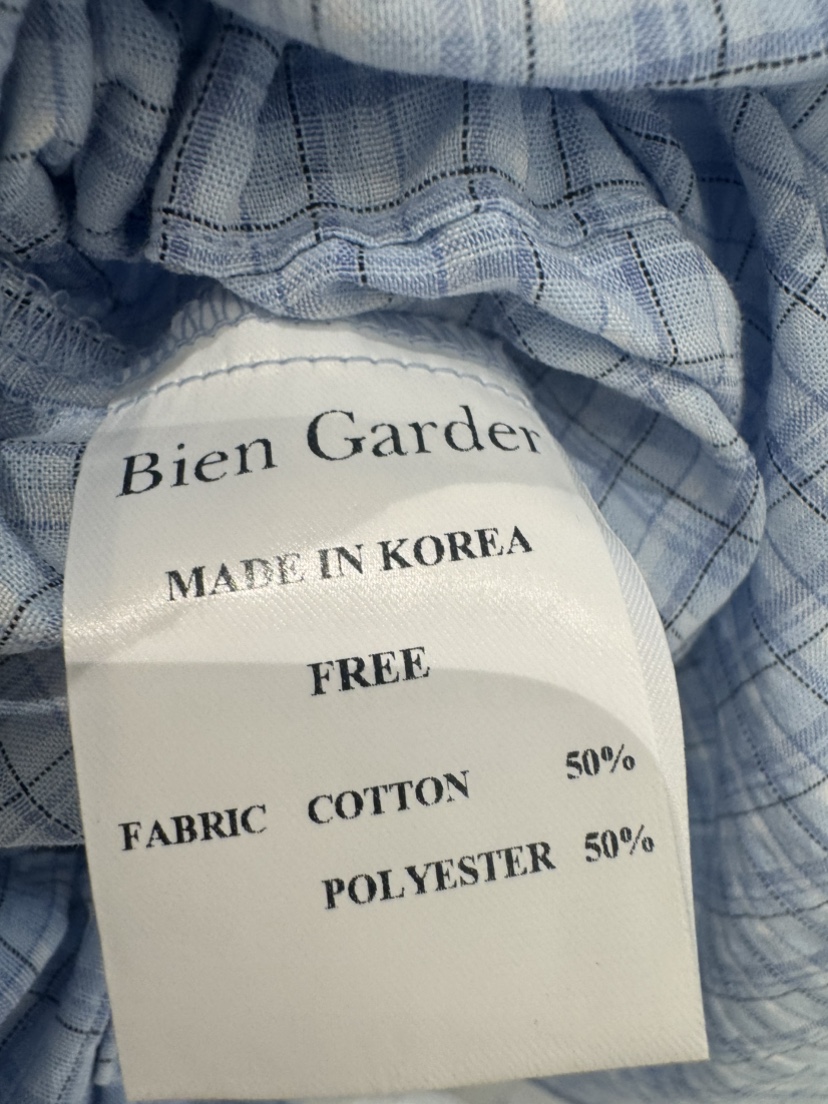 Bien Garder
MADE IN KOREA
FREE
FABRIC COTTON 50%
POLYESTER 50%